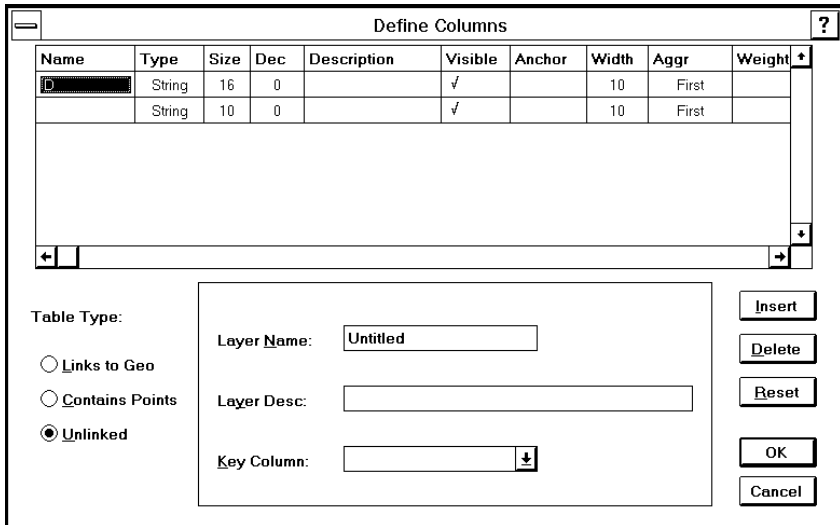 Define Columns ?
Name Type Size Dec Description Visible Anchor Width Aggr Weight
D String 16 0 √ 10 First
String 10 0 √ 10 First
Table Type:
Links to Geo
Contains Points
Unlinked
Layer Name: Untitled
Layer Desc:
Key Column:
Insert
Delete
Reset
OK
Cancel